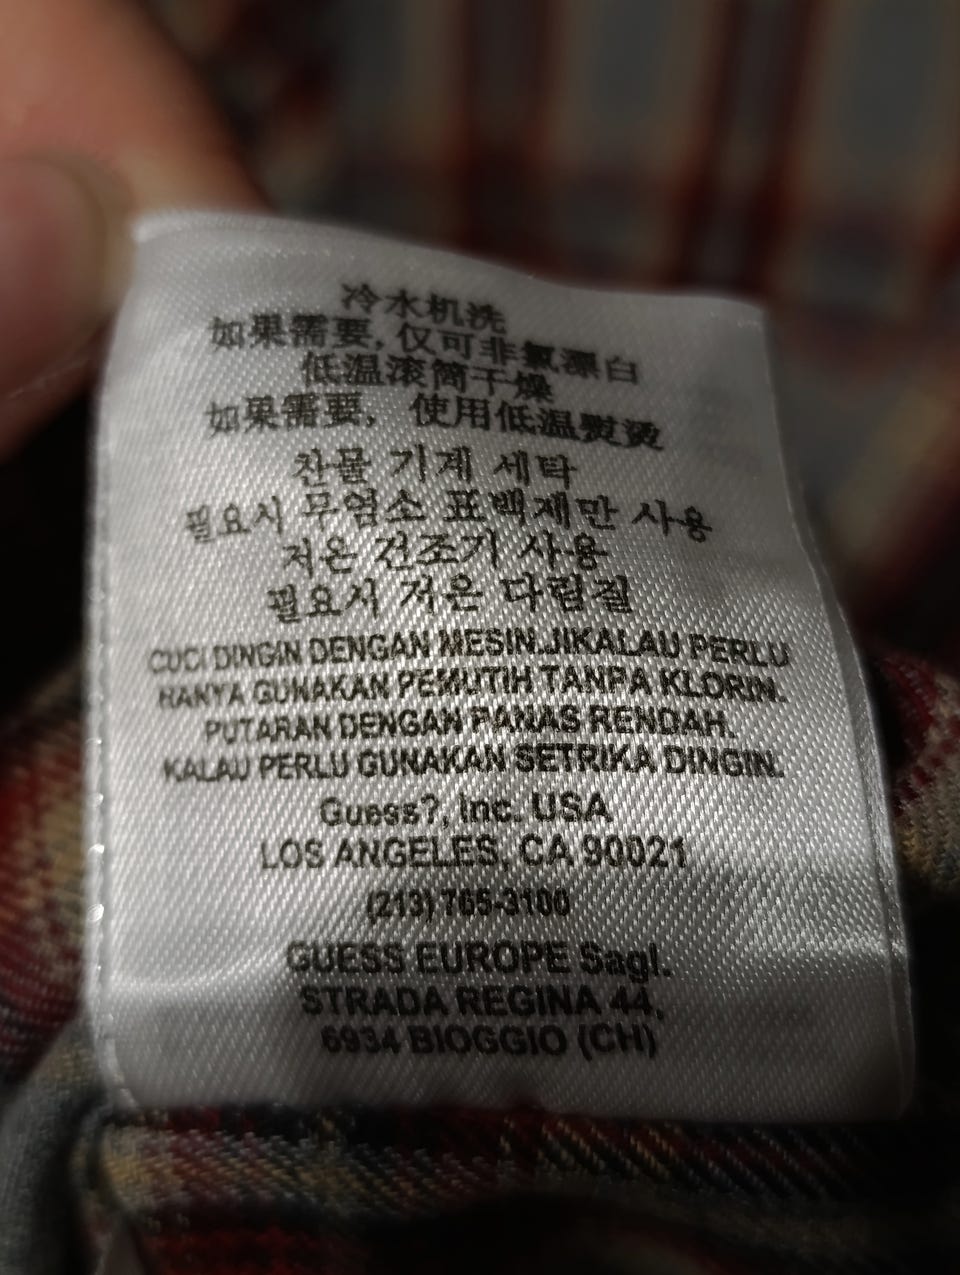 冷水机洗
如果需要, 仅可非氯漂白
低温滚筒干燥
如果需要, 使用低温熨烫
찬물 기계 세탁
필요시 무염소 표백제만 사용
저온 건조기 사용
필요시 저온 다림질
CUCI DINGIN DENGAN MESIN.JIKALAU PERLU
HANYA GUNAKAN PEMUTIH TANPA KLORIN.
PUTARAN DENGAN PANAS RENDAH.
KALAU PERLU GUNAKAN SETRIKA DINGIN.
Guess?, Inc. USA
LOS ANGELES, CA 90021
(213) 765-3100
GUESS EUROPE Sagl.
STRADA REGINA 44,
6934 BIOGGIO (CH)